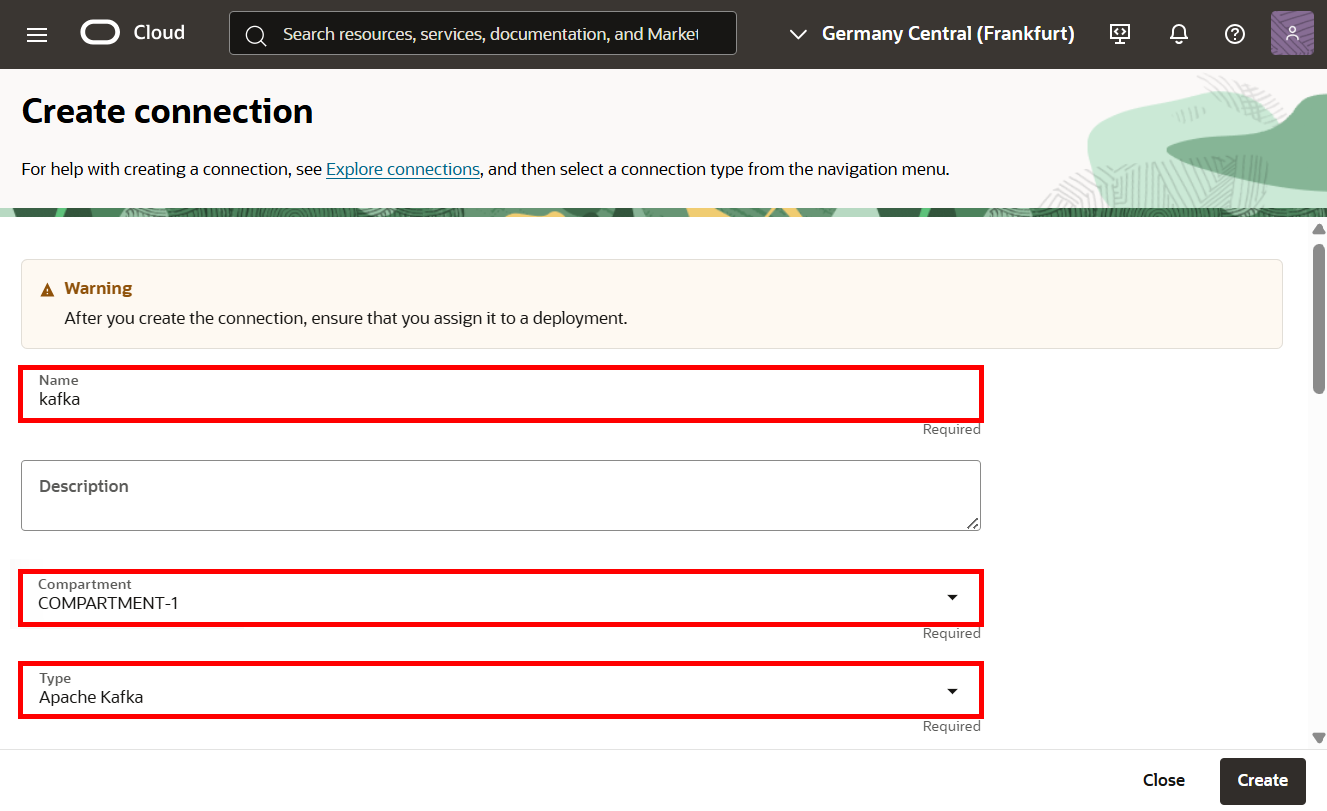 Cloud
Search resources, services, documentation, and Market
Germany Central (Frankfurt)
Create connection
For help with creating a connection, see Explore connections, and then select a connection type from the navigation menu.
Warning
After you create the connection, ensure that you assign it to a deployment.
Name
kafka
Required
Description
Compartment
COMPARTMENT-1
Required
Type
Apache Kafka
Required
Close
Create